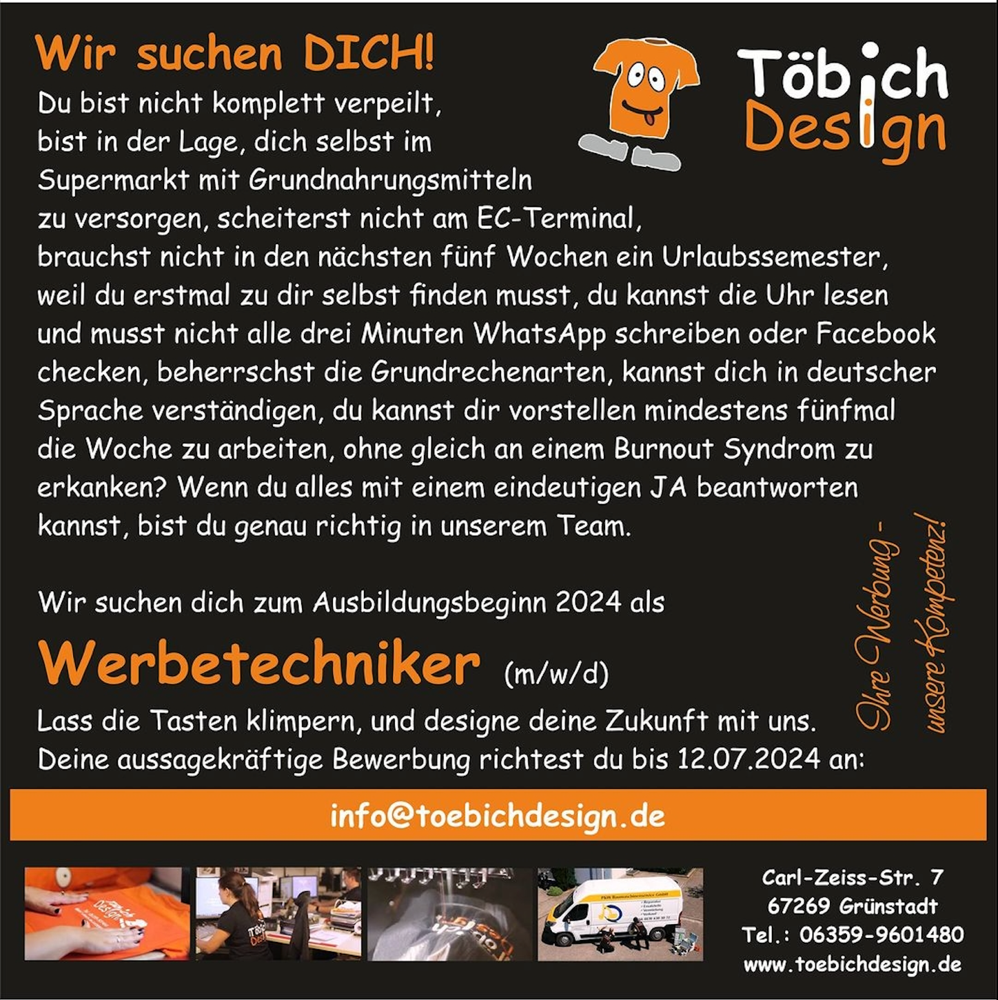 Wir suchen DICH!
Töbich
Design
Du bist nicht komplett verpeilt,
bist in der Lage, dich selbst im
Supermarkt mit Grundnahrungsmitteln
zu versorgen, scheiterst nicht am EC-Terminal,
brauchst nicht in den nächsten fünf Wochen ein Urlaubssemester,
weil du erstmal zu dir selbst finden musst, du kannst die Uhr lesen
und musst nicht alle drei Minuten WhatsApp schreiben oder Facebook
checken, beherrschst die Grundrechenarten, kannst dich in deutscher
Sprache verständigen, du kannst dir vorstellen mindestens fünfmal
die Woche zu arbeiten, ohne gleich an einem Burnout Syndrom zu
erkanken? Wenn du alles mit einem eindeutigen JA beantworten
kannst, bist du genau richtig in unserem Team.
Wir suchen dich zum Ausbildungsbeginn 2024 als
Werbetechniker (m/w/d)
Lass die Tasten klimpern, und designe deine Zukunft mit uns.
Deine aussagekräftige Bewerbung richtest du bis 12.07.2024 an:
Ihre Werbung -
unsere Kompetenz!
info@toebichdesign.de
Design
Carl-Zeiss-Str. 7
67269 Grünstadt
Tel.: 06359-9601480
www.toebichdesign.de